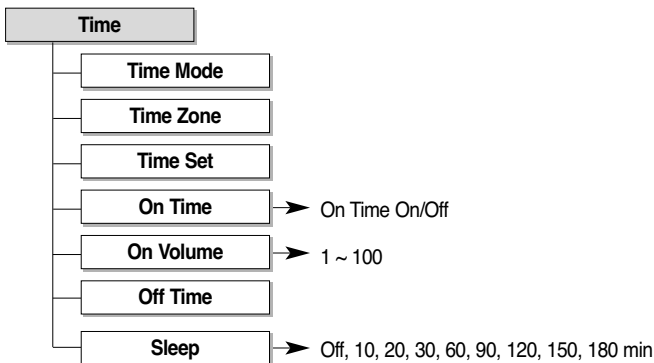 Time
Time Mode
Time Zone
Time Set
On Time On Time On/Off
On Volume 1 ~ 100
Off Time
Sleep Off, 10, 20, 30, 60, 90, 120, 150, 180 min